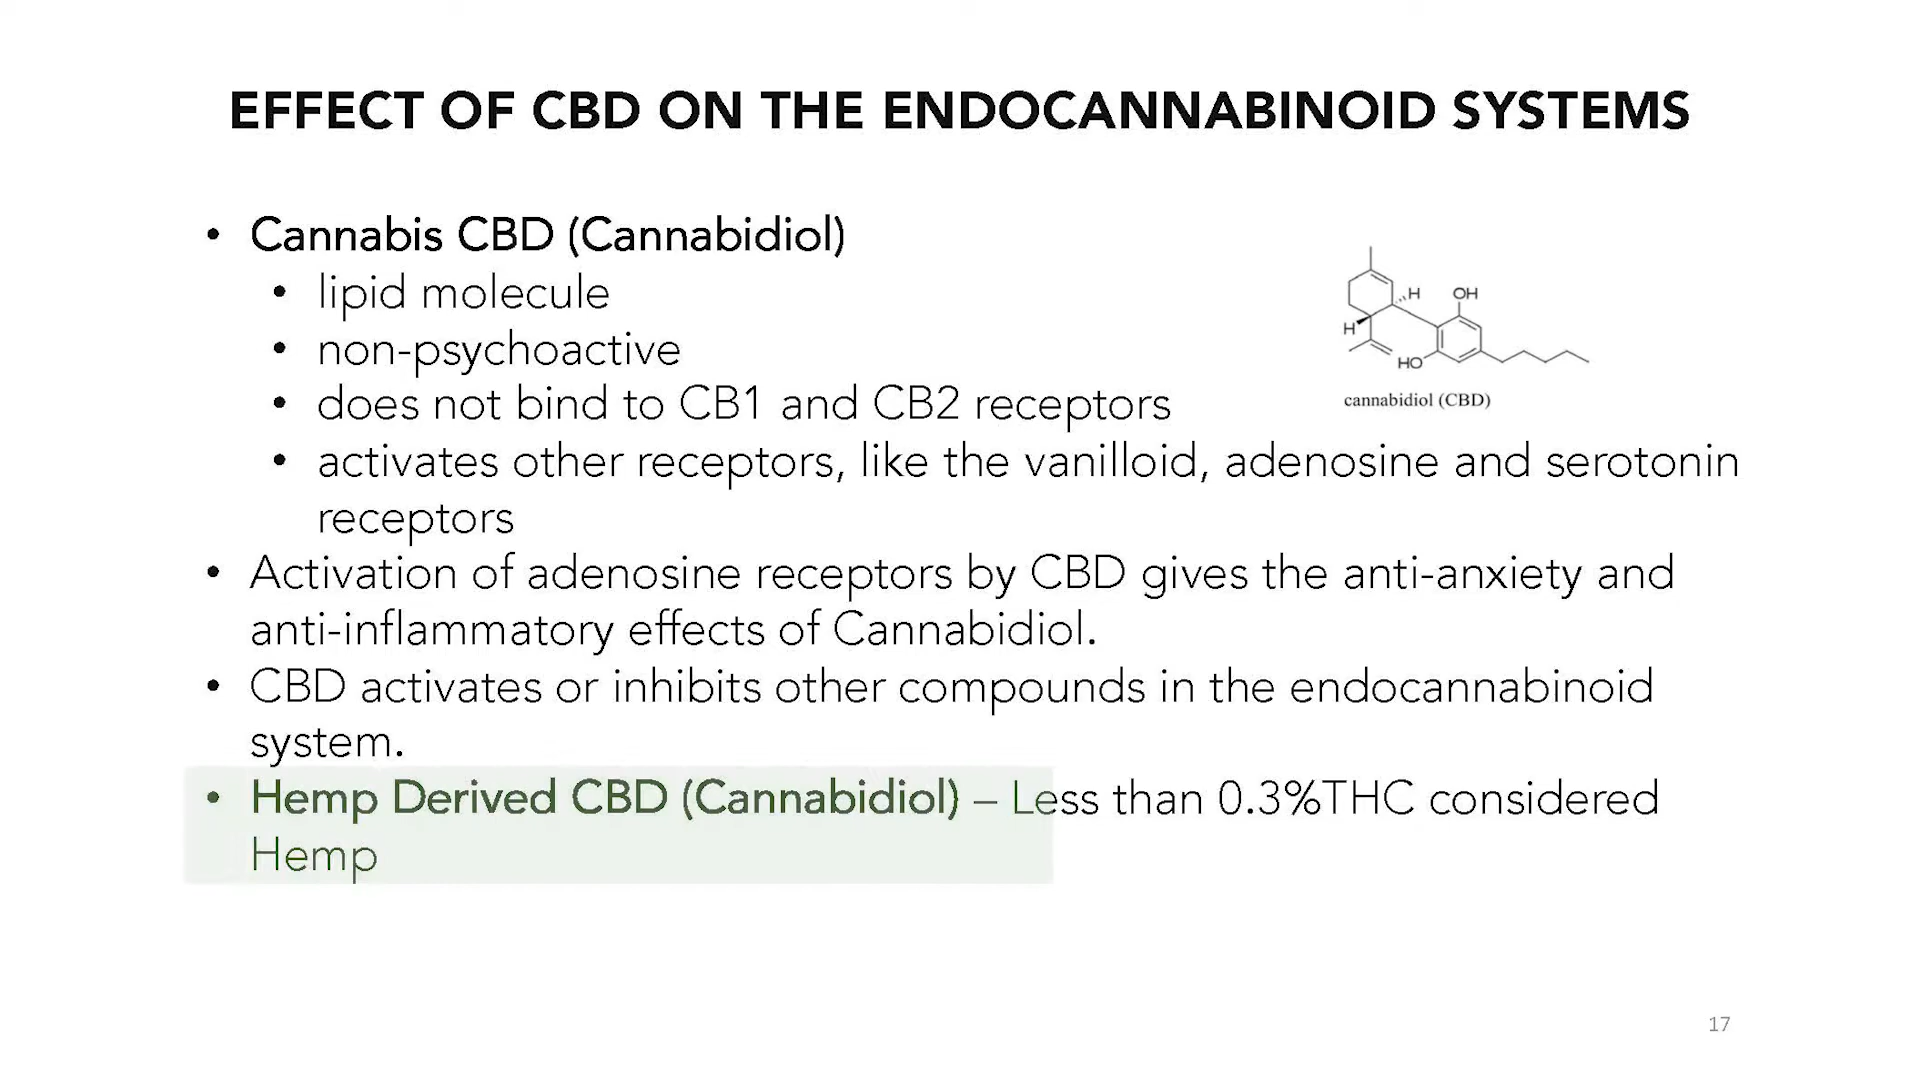 EFFECT OF CBD ON THE ENDOCANNABINOID SYSTEMS
• Cannabis CBD (Cannabidiol)
• lipid molecule
• non-psychoactive
• does not bind to CB1 and CB2 receptors
• activates other receptors, like the vanilloid, adenosine and serotonin
receptors
• Activation of adenosine receptors by CBD gives the anti-anxiety and
anti-inflammatory effects of Cannabidiol.
• CBD activates or inhibits other compounds in the endocannabinoid
system.
• Hemp Derived CBD (Cannabidiol) – Less than 0.3%THC considered
Hemp
H
OH
H
HO
cannabidiol (CBD)
17